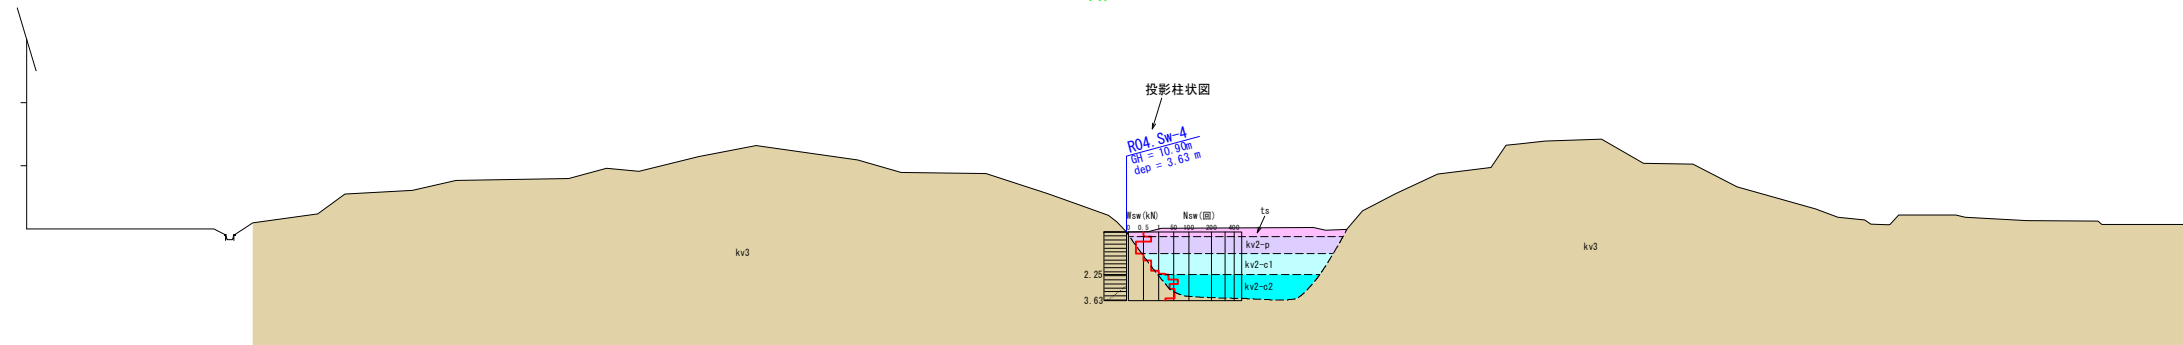 投影柱状図
R04.Sw-4
GH = 10.90m
dep = 3.63 m
Wsw(kN) Nsw(回) ts
0 0.5 1 50 100 200 400
kv2-p
kv3 kv3
kv2-c1
2.25
kv2-c2
3.63